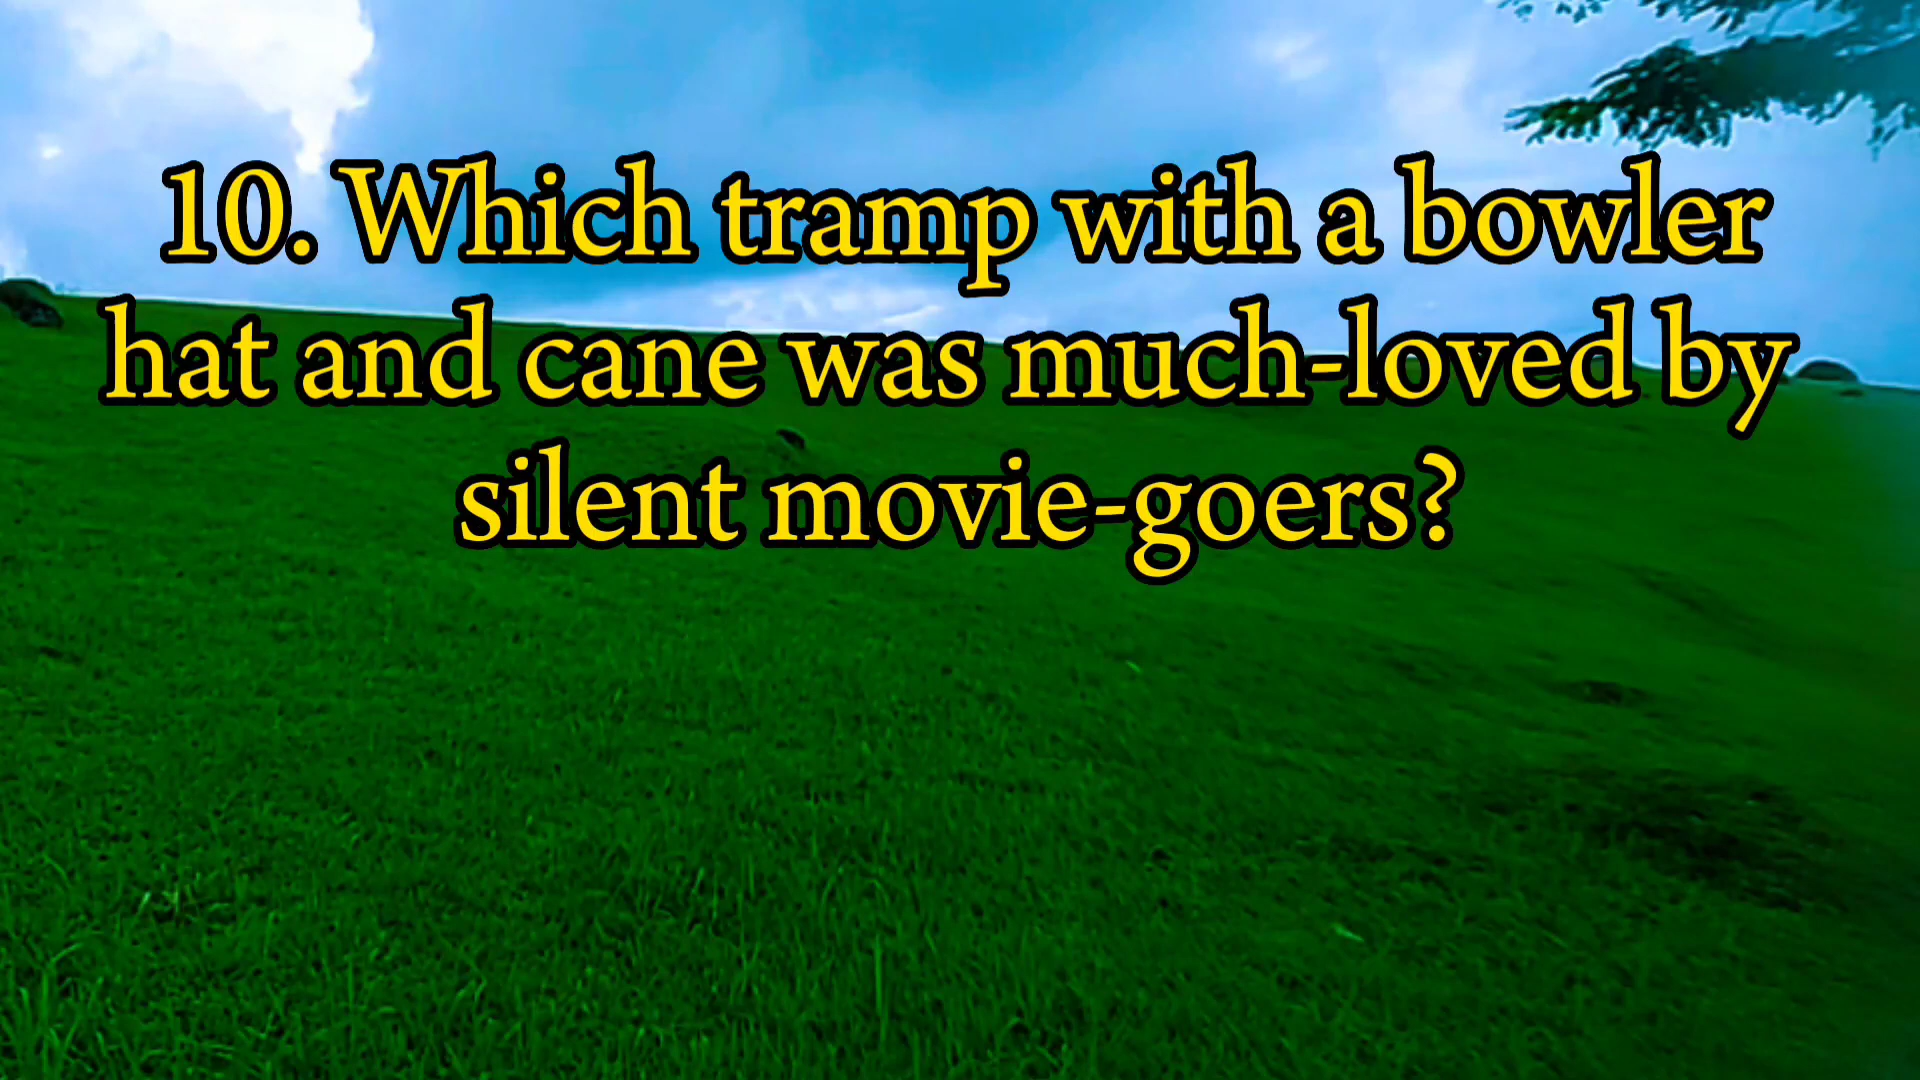 10. Which tramp with a bowler
hat and cane was much-loved by
silent movie-goers?